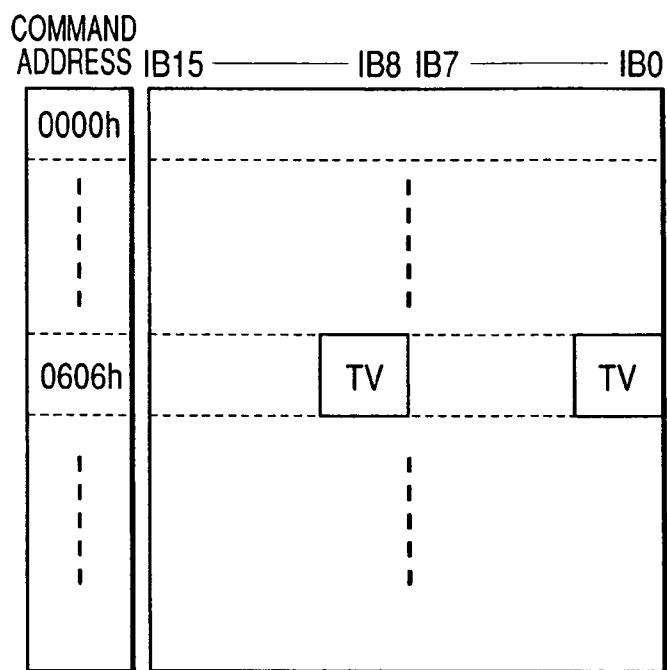 COMMAND
ADDRESS IB15 IB8 IB7 IB0
0000h
0606h TV TV